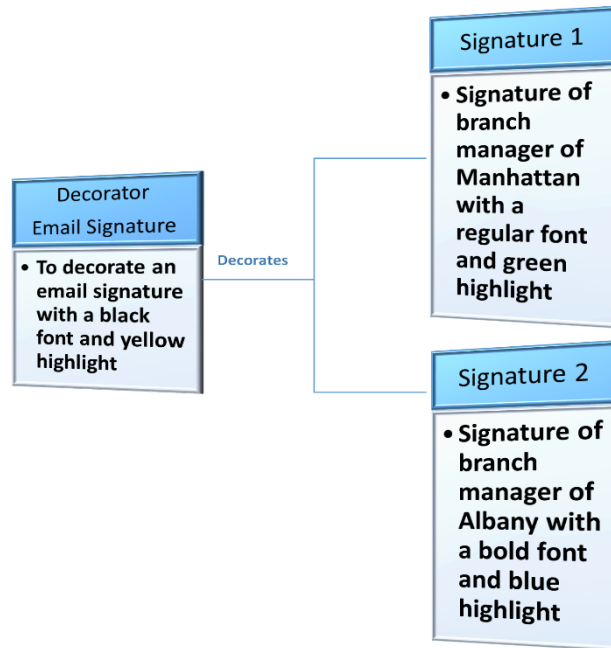 Decorator
Email Signature
• To decorate an
email signature
with a black
font and yellow
highlight
Decorates
Signature 1
• Signature of
branch
manager of
Manhattan
with a
regular font
and green
highlight
Signature 2
• Signature of
branch
manager of
Albany with
a bold font
and blue
highlight